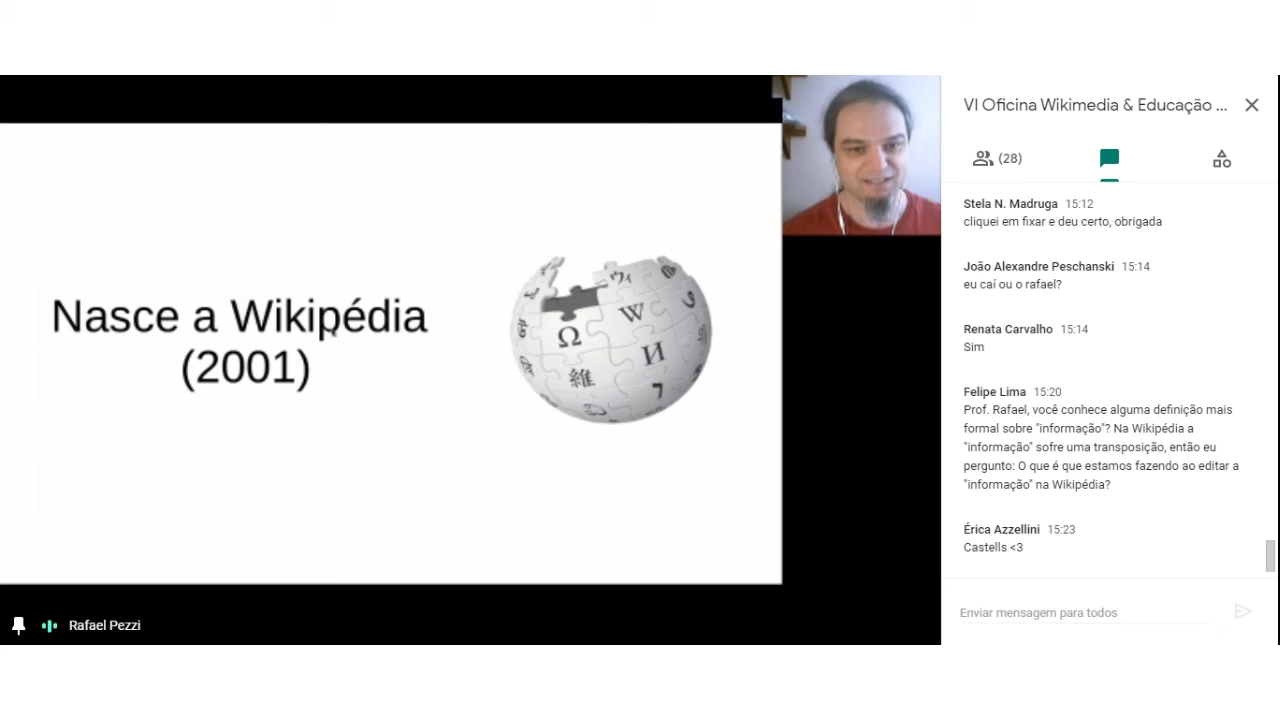 Nasce a Wikipédia
(2001)
Ω
W
И
維
7
Rafael Pezzi
VI Oficina Wikimedia & Educação ...
(28)
Stela N. Madruga 15:12
cliquei em fixar e deu certo, obrigada
João Alexandre Peschanski 15:14
eu caí ou o rafael?
Renata Carvalho 15:14
Sim
Felipe Lima 15:20
Prof. Rafael, você conhece alguma definição mais
formal sobre "informação"? Na Wikipédia a
"informação" sofre uma transposição, então eu
pergunto: O que é que estamos fazendo ao editar a
"informação" na Wikipédia?
Érica Azzellini 15:23
Castells <3
Enviar mensagem para todos